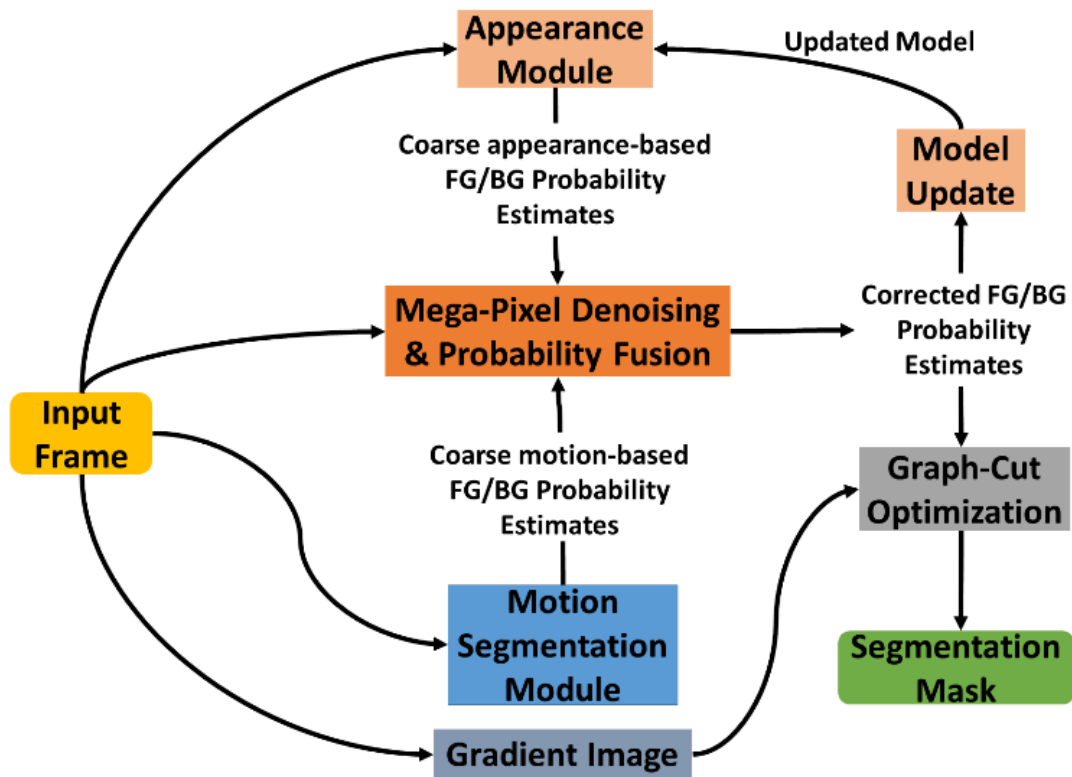 Appearance
Module
Updated Model
Coarse appearance-based
FG/BG Probability
Estimates
Model
Update
Mega-Pixel Denoising
& Probability Fusion
Corrected FG/BG
Probability
Estimates
Input
Frame
Coarse motion-based
FG/BG Probability
Estimates
Graph-Cut
Optimization
Motion
Segmentation
Module
Segmentation
Mask
Gradient Image